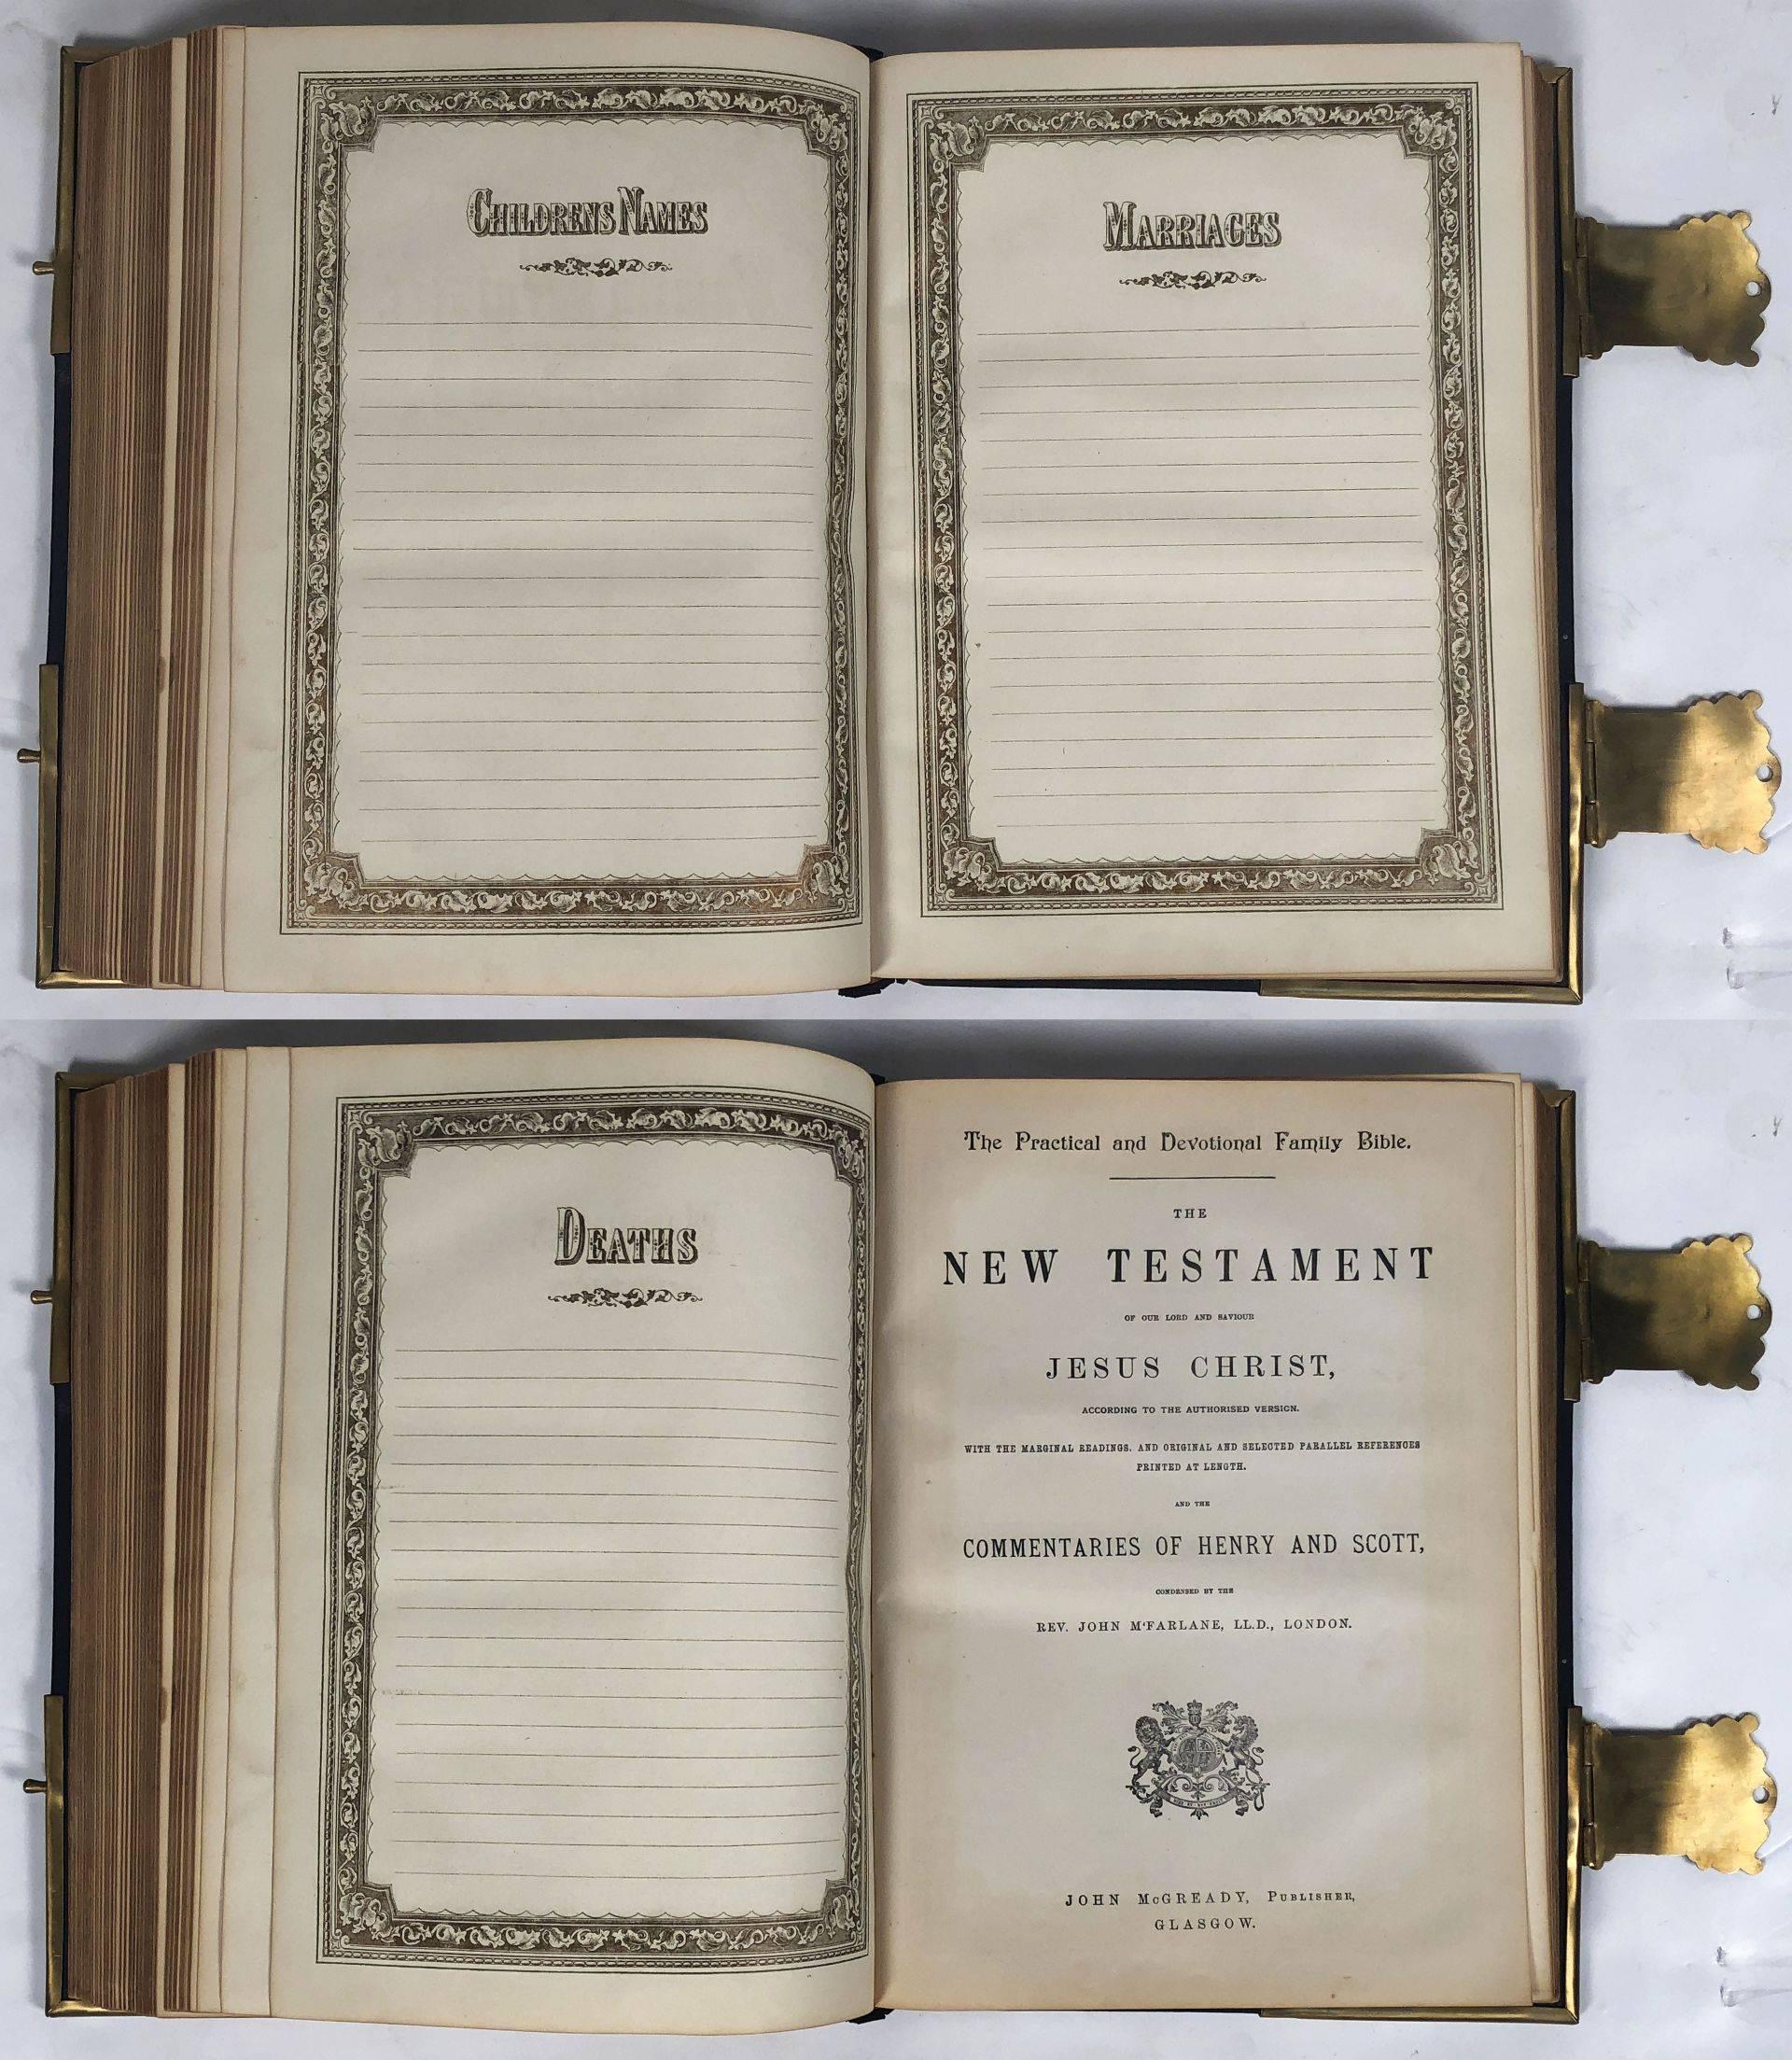 CHILDRENS NAMES
MARRIAGES
DEATHS
The Practical and Devotional Family Bible.
THE
NEW TESTAMENT
OF OUR LORD AND SAVIOUR
JESUS CHRIST,
ACCORDING TO THE AUTHORISED VERSION.
WITH THE MARGINAL READINGS, AND ORIGINAL AND SELECTED PARALLEL REFERENCES
PRINTED AT LENGTH.
AND THE
COMMENTARIES OF HENRY AND SCOTT,
CONDENSED BY THE
REV. JOHN M'FARLANE, LL.D., LONDON.
JOHN McGREADY, PUBLISHER,
GLASGOW.